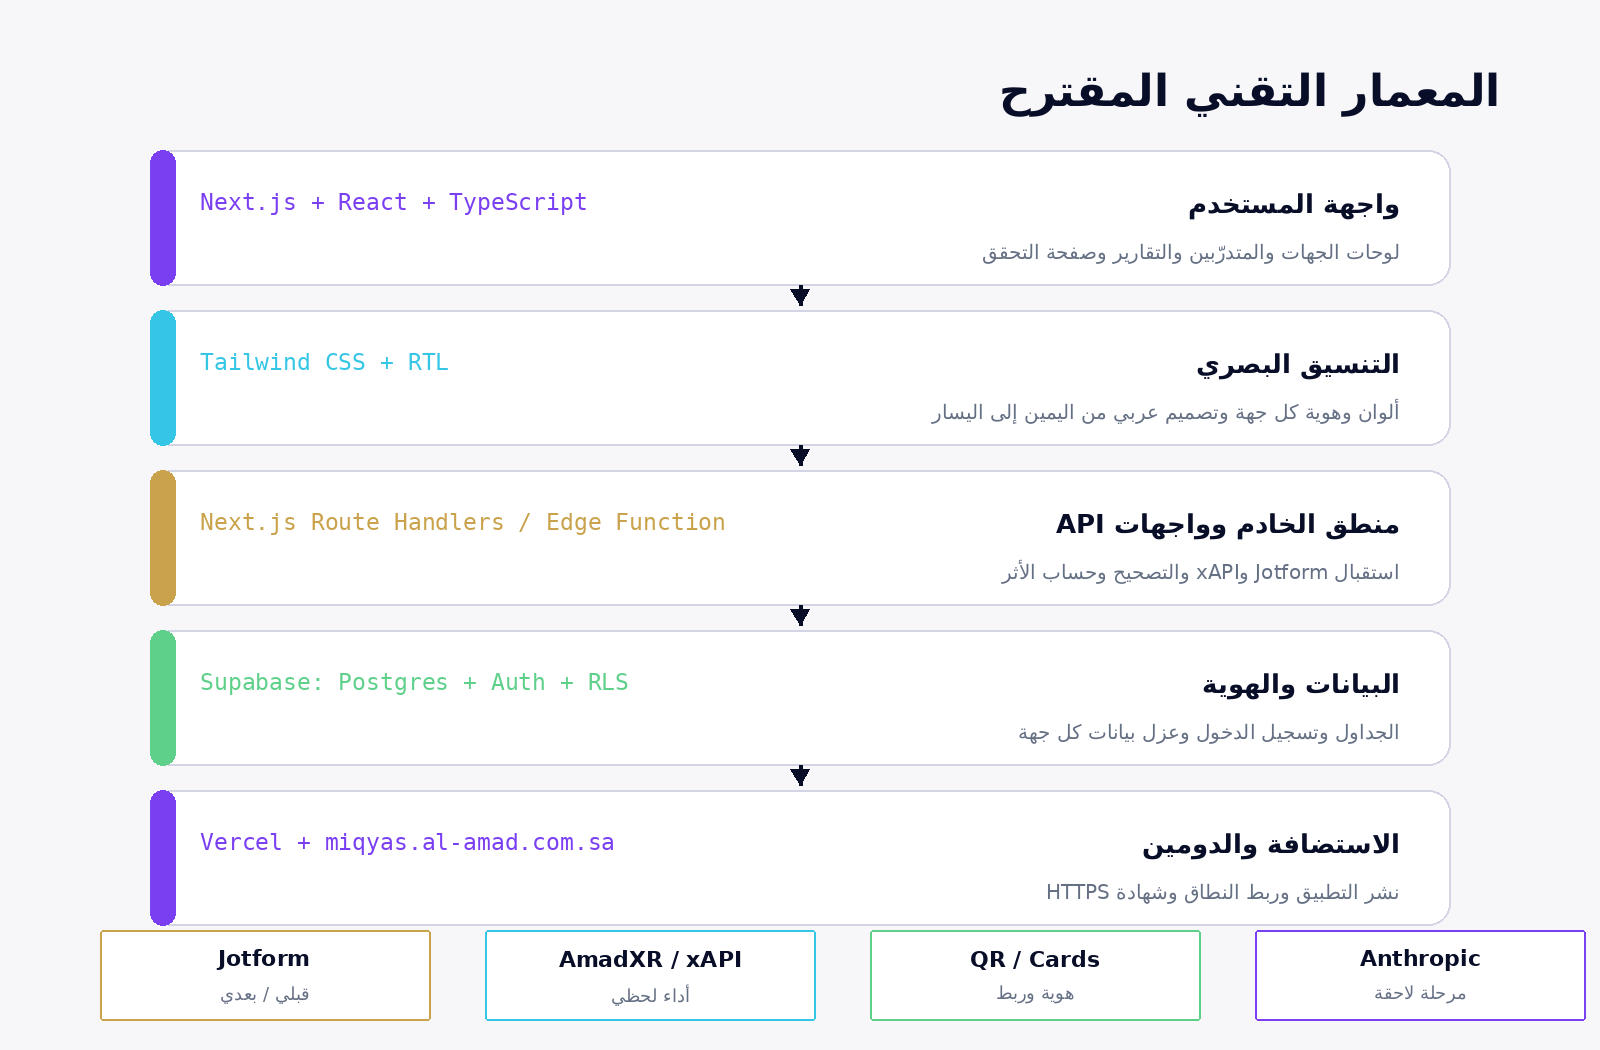 المعمار التقني المقترح
واجهة المستخدم
Next.js + React + TypeScript
لوحات الجهات والمتدرّبين والتقارير وصفحة التحقق
التنسيق البصري
Tailwind CSS + RTL
ألوان وهوية كل جهة وتصميم عربي من اليمين إلى اليسار
منطق الخادم وواجهات API
Next.js Route Handlers / Edge Function
استقبال Jotform وxAPI والتصحيح وحساب الأثر
البيانات والهوية
Supabase: Postgres + Auth + RLS
الجداول وتسجيل الدخول وعزل بيانات كل جهة
الاستضافة والدومين
Vercel + miqyas.al-amad.com.sa
نشر التطبيق وربط النطاق وشهادة HTTPS
Anthropic
مرحلة لاحقة
QR / Cards
هوية وربط
AmadXR / xAPI
أداء لحظي
Jotform
قبلي / بعدي